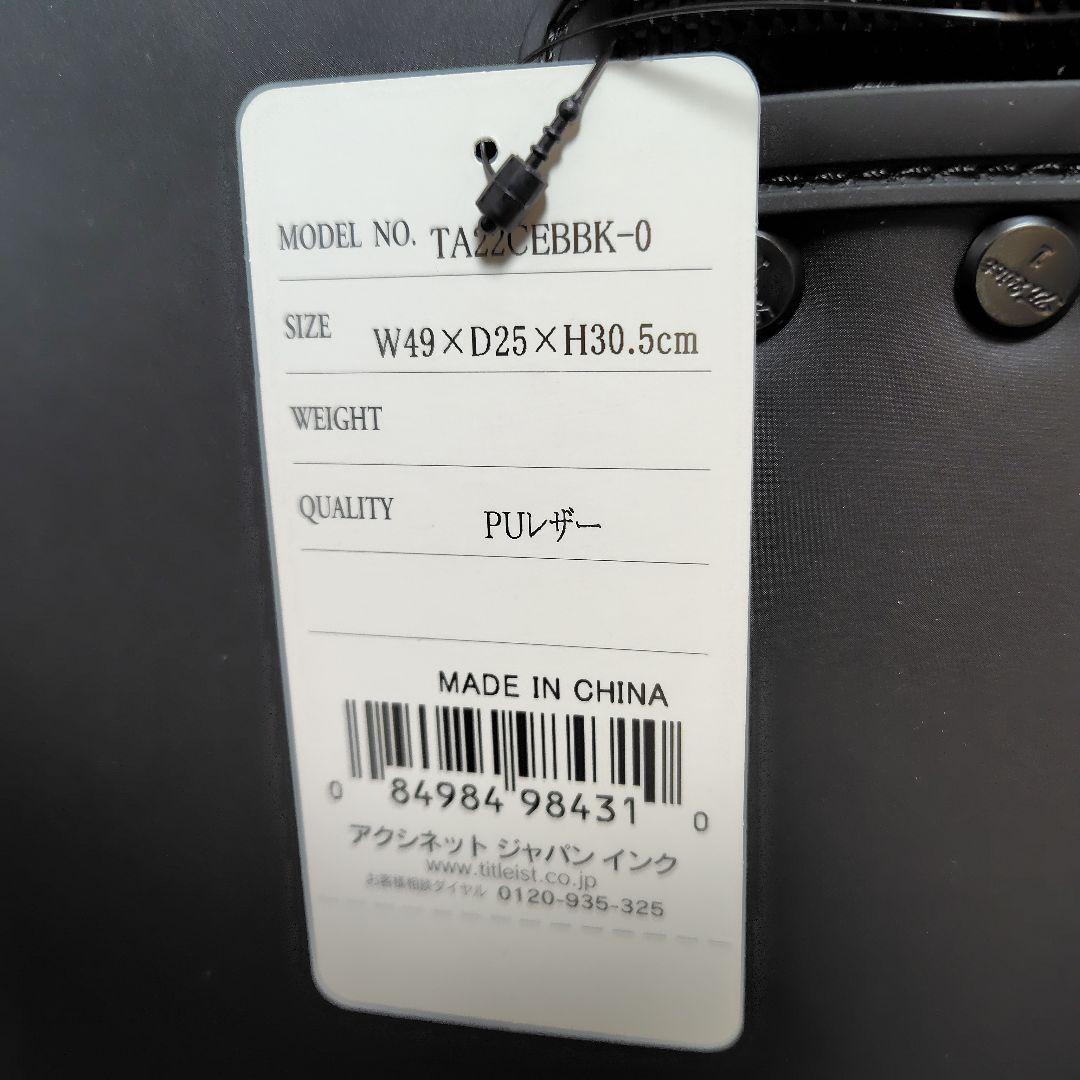 MODEL NO. TA22CEBBK-0
SIZE W49×D25×H30.5cm
WEIGHT
QUALITY PUレザー
MADE IN CHINA
0 84984 98431 0
アクシネット ジャパン インク
www.titleist.co.jp
お客様相談ダイヤル 0120-935-325